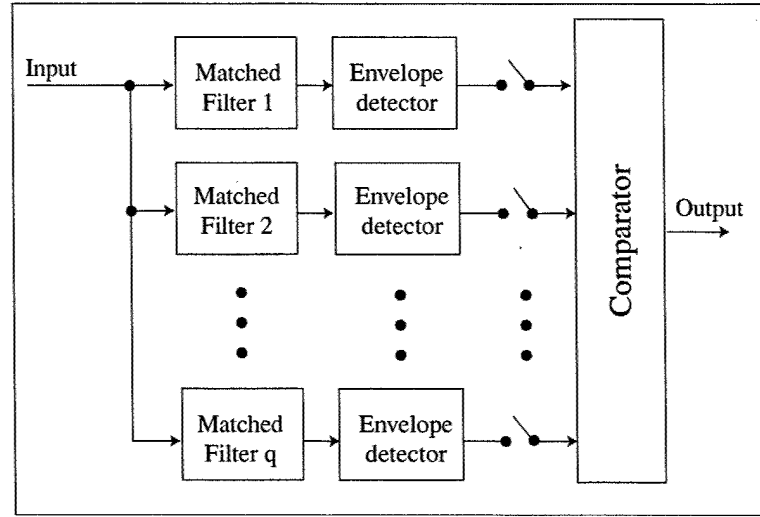 Input
Matched
Filter 1
Envelope
detector
Matched
Filter 2
Envelope
detector
Matched
Filter q
Envelope
detector
Comparator
Output